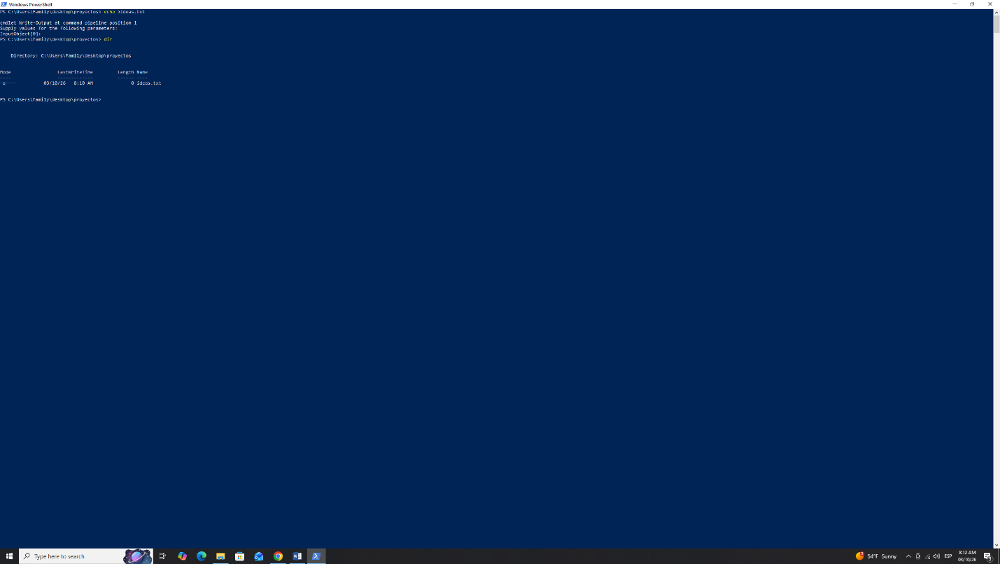 Windows PowerShell
PS C:\Users\Family\desktop\proyectos> echo >ideas.txt
cmdlet Write-Output at command pipeline position 1
Supply values for the following parameters:
InputObject[0]:
PS C:\Users\Family\desktop\proyectos> dir
Directory: C:\Users\Family\desktop\proyectos
Mode LastWriteTime Length Name
---- ------------- ------ ----
-a---- 03/10/26 8:10 AM 0 ideas.txt
PS C:\Users\Family\desktop\proyectos>
Type here to search
54°F Sunny
ESP
8:12 AM
03/10/26
3